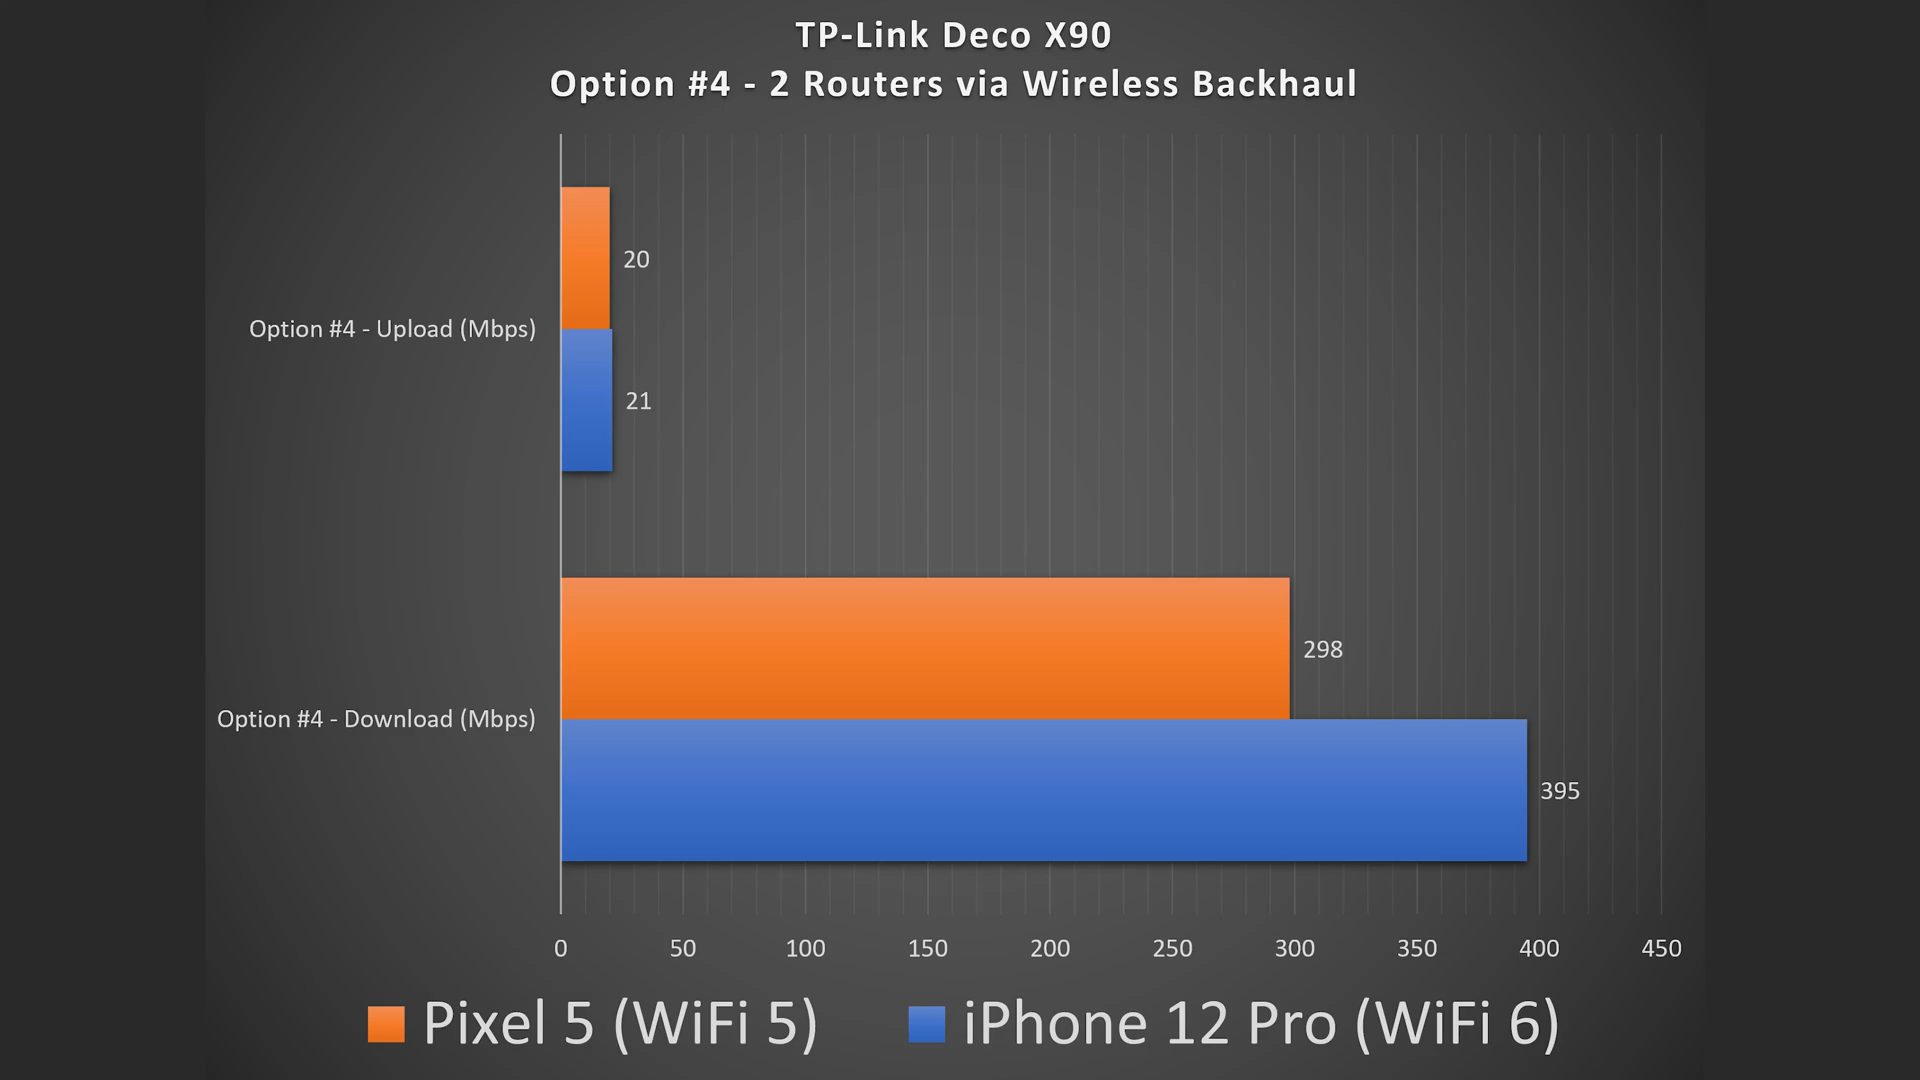 TP-Link Deco X90
Option #4 - 2 Routers via Wireless Backhaul
20
Option #4 - Upload (Mbps)
21
298
Option #4 - Download (Mbps)
395
0 50 100 150 200 250 300 350 400 450
Pixel 5 (WiFi 5) iPhone 12 Pro (WiFi 6)